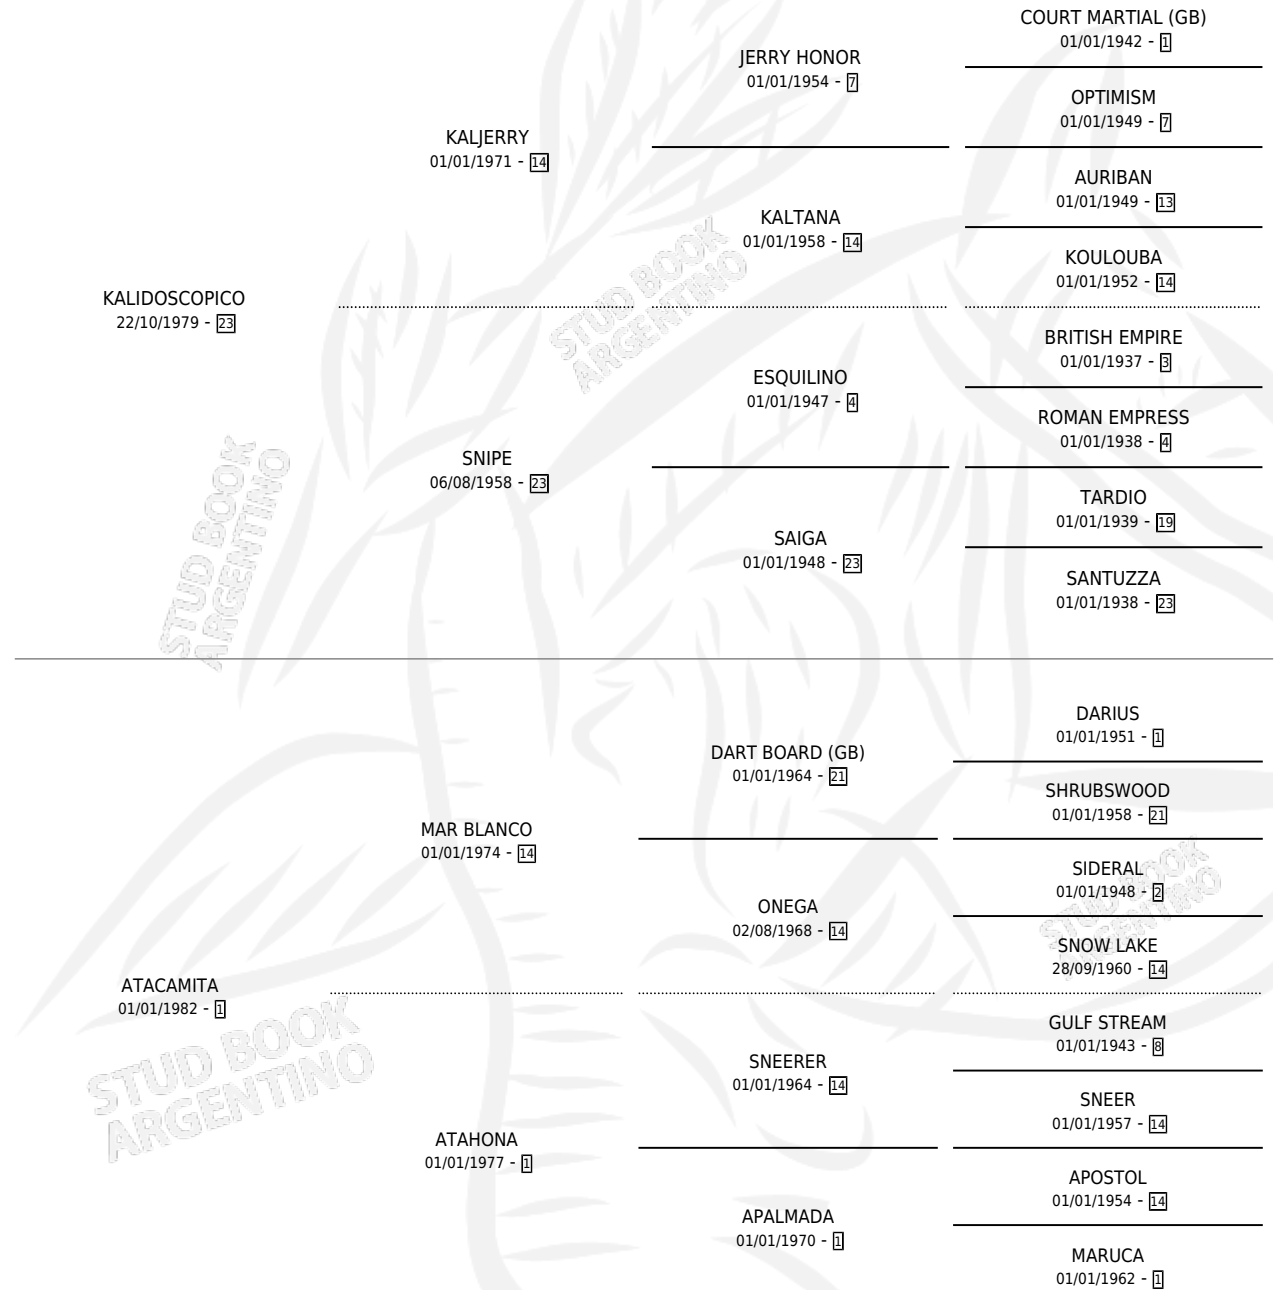 COURT MARTIAL (GB)
01/01/1942 - 1
JERRY HONOR
01/01/1954 - 7
OPTIMISM
01/01/1949 - 7
KALJERRY
01/01/1971 - 14
AURIBAN
01/01/1949 - 13
KALTANA
01/01/1958 - 14
KOULOUBA
01/01/1952 - 14
KALIDOSCOPICO
22/10/1979 - 23
BRITISH EMPIRE
01/01/1937 - 3
ESQUILINO
01/01/1947 - 4
ROMAN EMPRESS
01/01/1938 - 4
SNIPE
06/08/1958 - 23
TARDIO
01/01/1939 - 19
SAIGA
01/01/1948 - 23
SANTUZZA
01/01/1938 - 23
STUD BOOK
ARGENTINO
STUD BOOK
ARGENTINO
DARIUS
01/01/1951 - 1
DART BOARD (GB)
01/01/1964 - 21
SHRUBSWOOD
01/01/1958 - 21
MAR BLANCO
01/01/1974 - 14
SIDERAL
01/01/1948 - 2
ONEGA
02/08/1968 - 14
SNOW LAKE
28/09/1960 - 14
ATACAMITA
01/01/1982 - 1
GULF STREAM
01/01/1943 - 8
SNEERER
01/01/1964 - 14
SNEER
01/01/1957 - 14
ATAHONA
01/01/1977 - 1
APOSTOL
01/01/1954 - 14
APALMADA
01/01/1970 - 1
MARUCA
01/01/1962 - 1
STUD BOOK
ARGENTINO
STUD BOOK
ARGENTINO